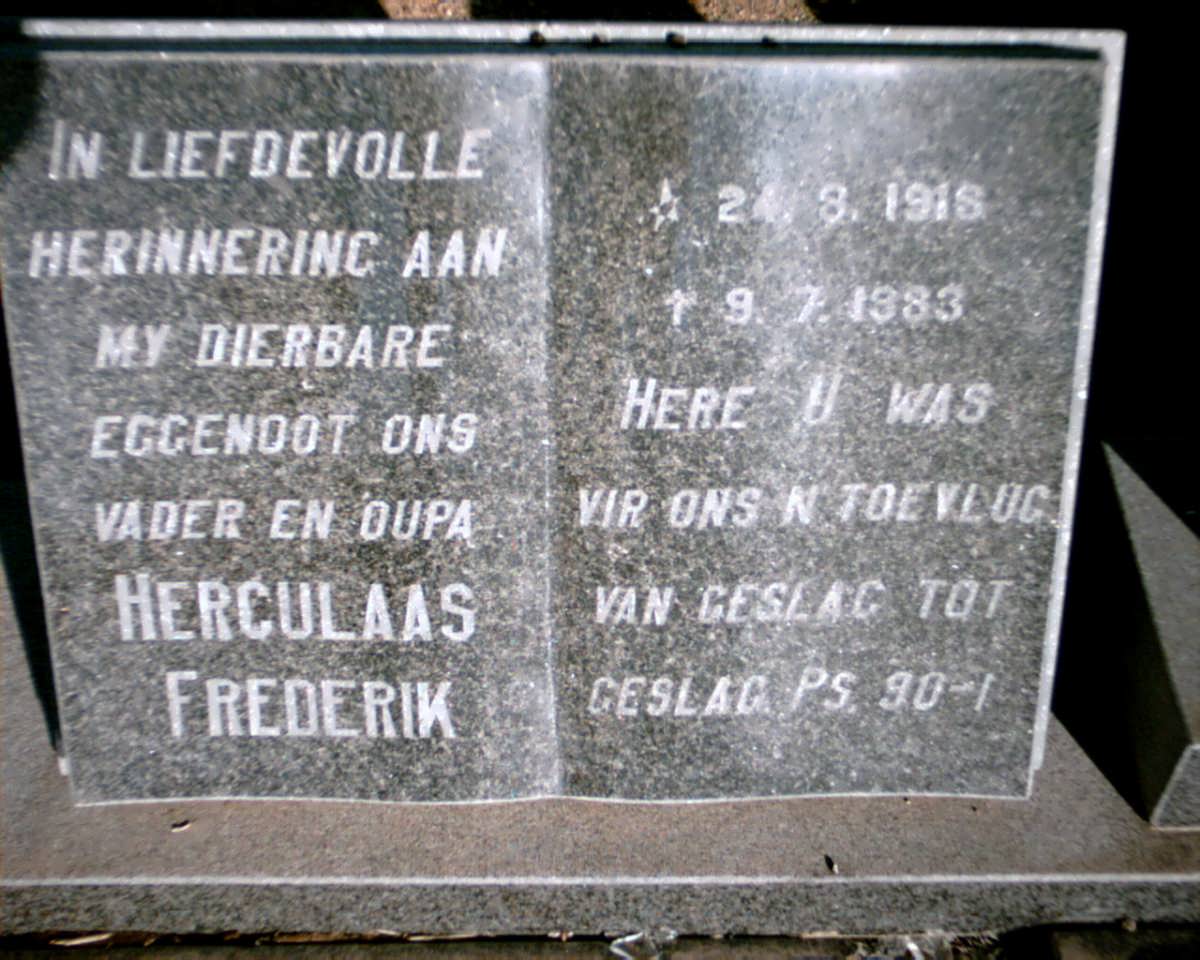 IN LIEFDEVOLLE
HERINNERING AAN
MY DIERBARE
EGGENOOT ONS
VADER EN OUPA
HERCULAAS
FREDERIK
☆ 24. 8. 1918
† 9. 7. 1983
HERE U WAS
VIR ONS N TOEVLUG
VAN GESLAG TOT
GESLAG. PS. 90-1